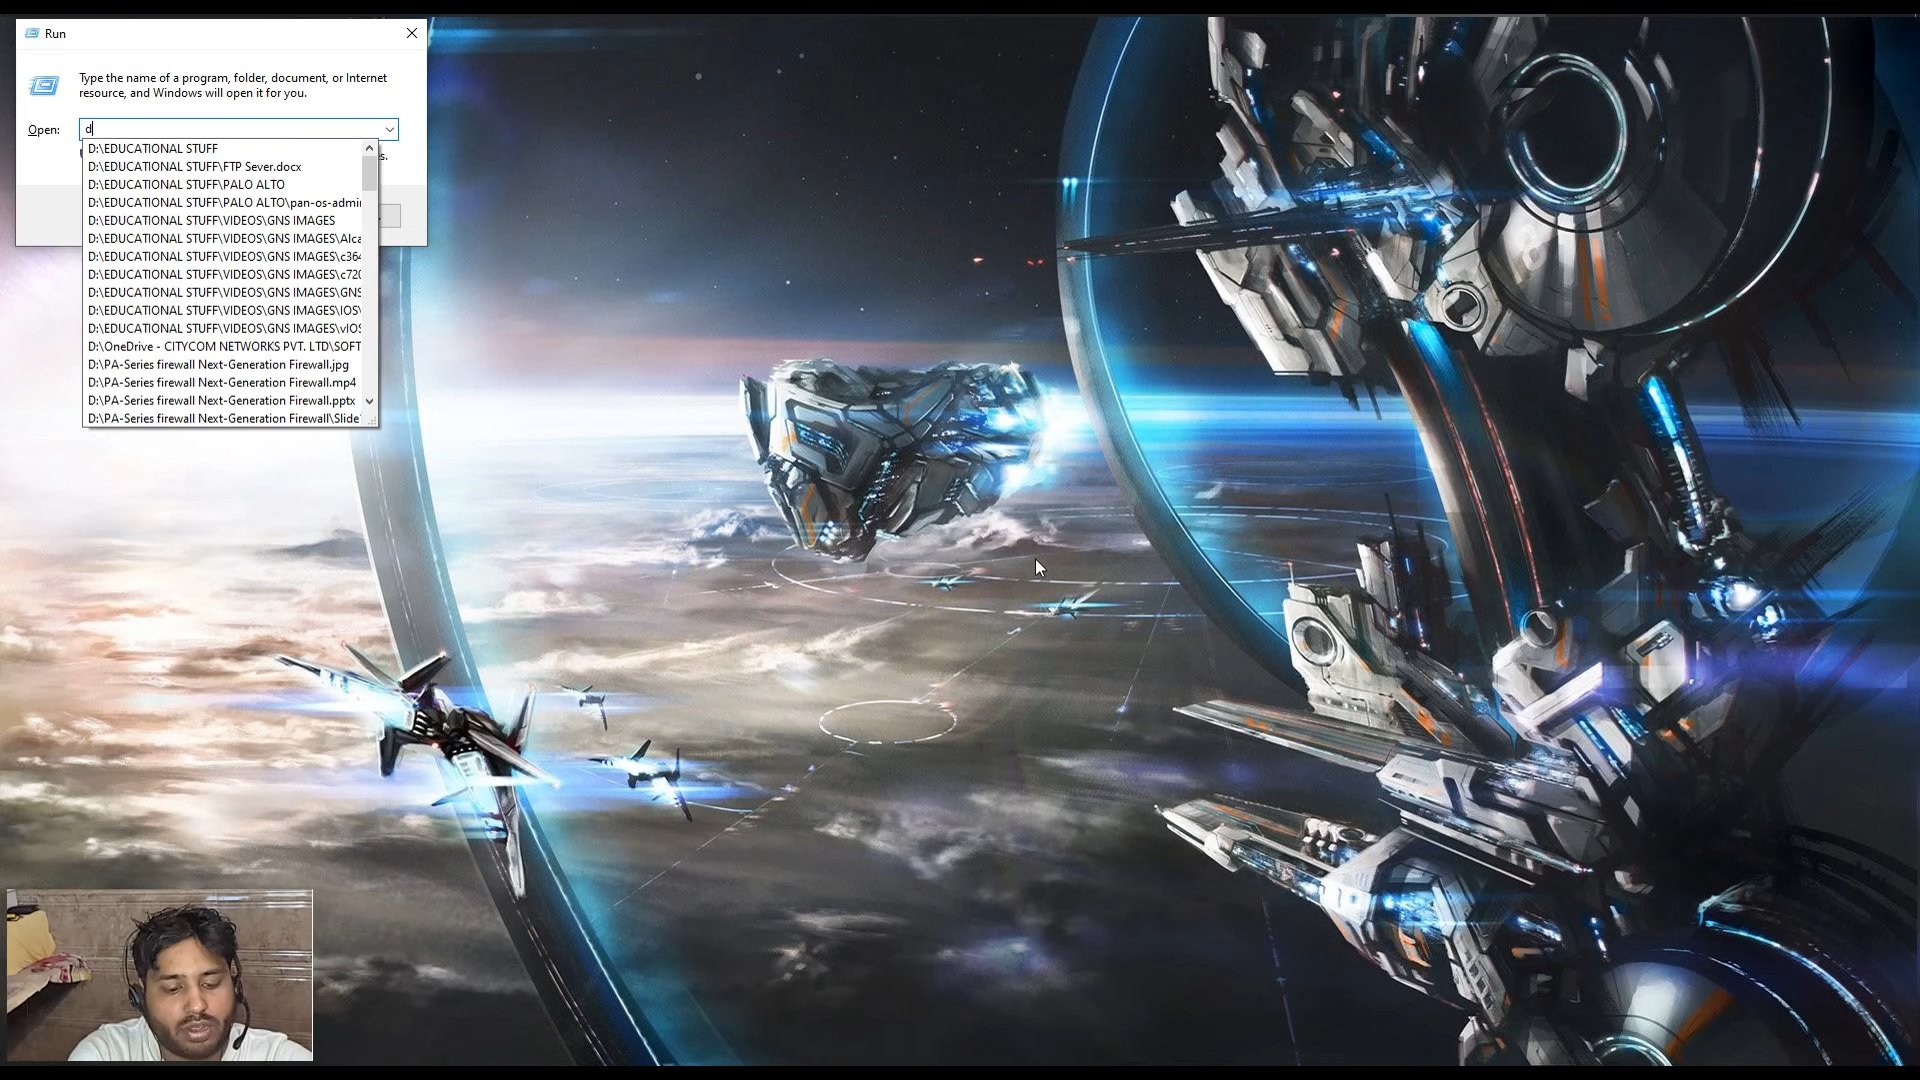 Run
Type the name of a program, folder, document, or Internet
resource, and Windows will open it for you.
Open: d
D:\EDUCATIONAL STUFF
s.
D:\EDUCATIONAL STUFF\FTP Sever.docx
D:\EDUCATIONAL STUFF\PALO ALTO
D:\EDUCATIONAL STUFF\PALO ALTO\pan-os-admi
D:\EDUCATIONAL STUFF\VIDEOS\GNS IMAGES
D:\EDUCATIONAL STUFF\VIDEOS\GNS IMAGES\Alca
D:\EDUCATIONAL STUFF\VIDEOS\GNS IMAGES\c364
D:\EDUCATIONAL STUFF\VIDEOS\GNS IMAGES\c720
D:\EDUCATIONAL STUFF\VIDEOS\GNS IMAGES\GNS
D:\EDUCATIONAL STUFF\VIDEOS\GNS IMAGES\IOS\
D:\EDUCATIONAL STUFF\VIDEOS\GNS IMAGES\vIOS
D:\OneDrive - CITYCOM NETWORKS PVT. LTD\SOFT
D:\PA-Series firewall Next-Generation Firewall.jpg
D:\PA-Series firewall Next-Generation Firewall.mp4
D:\PA-Series firewall Next-Generation Firewall.pptx
D:\PA-Series firewall Next-Generation Firewall\Slide